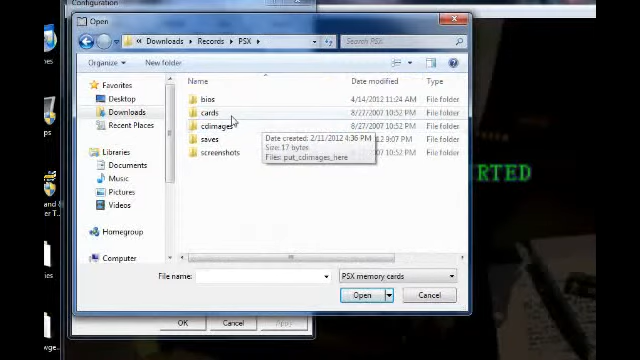 Configuration
Open
Downloads ▸ Records ▸ PSX ▸
Search PSX
Organize
New folder
Name
Date modified
Type
Favorites
Desktop
Downloads
Recent Places
Libraries
Documents
Music
Pictures
Videos
Homegroup
Computer
bios
4/14/2012 11:24 AM
File folder
cards
8/27/2007 10:52 PM
File folder
cdimages
8/27/2007 10:52 PM
File folder
saves
9:07 PM
File folder
screenshots
10:52 PM
File folder
Date created: 2/11/2012 4:36 PM
Size: 17 bytes
Files: put_cdimages_here
File name:
PSX memory cards
Open
Cancel
OK
Cancel
Apply